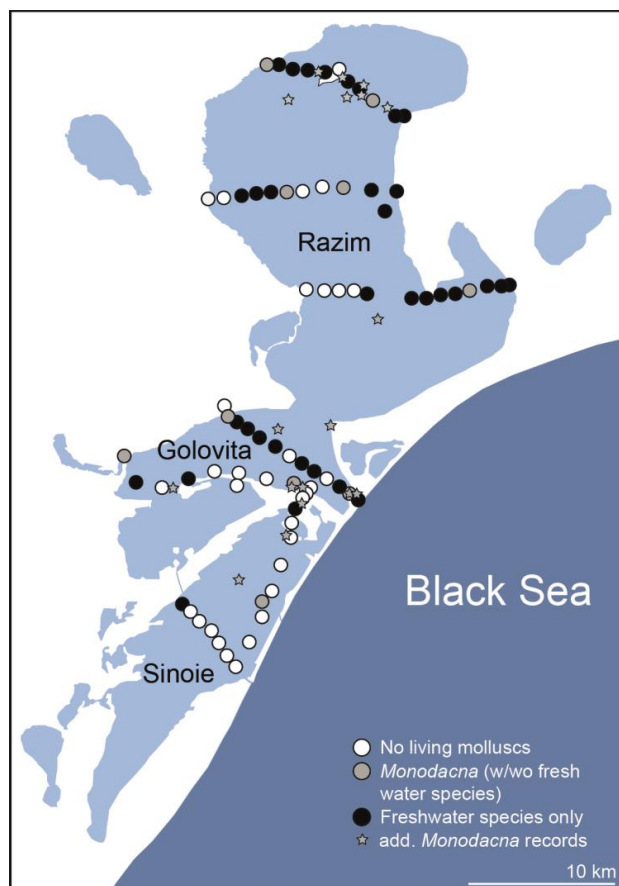 Razim
Golovita
Black Sea
Sinoie
No living molluscs
Monodacna (w/wo fresh
water species)
Freshwater species only
add. Monodacna records
10 km